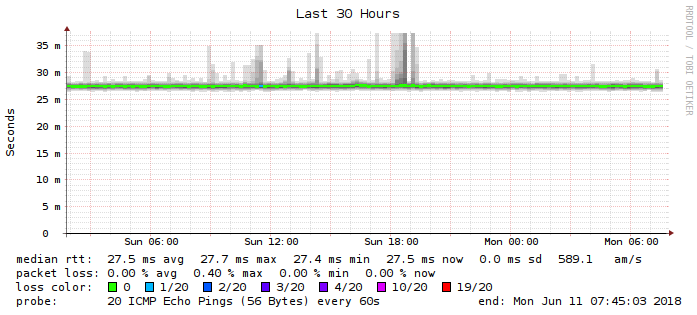 Last 30 Hours
RRDTOOL / TOBI OETIKER
Seconds
35 m
30 m
25 m
20 m
15 m
10 m
5 m
0
Sun 06:00 Sun 12:00 Sun 18:00 Mon 00:00 Mon 06:00
median rtt: 27.5 ms avg 27.7 ms max 27.4 ms min 27.5 ms now 0.0 ms sd 589.1 am/s
packet loss: 0.00 % avg 0.40 % max 0.00 % min 0.00 % now
loss color: 0 1/20 2/20 3/20 4/20 10/20 19/20
probe: 20 ICMP Echo Pings (56 Bytes) every 60s end: Mon Jun 11 07:45:03 2018